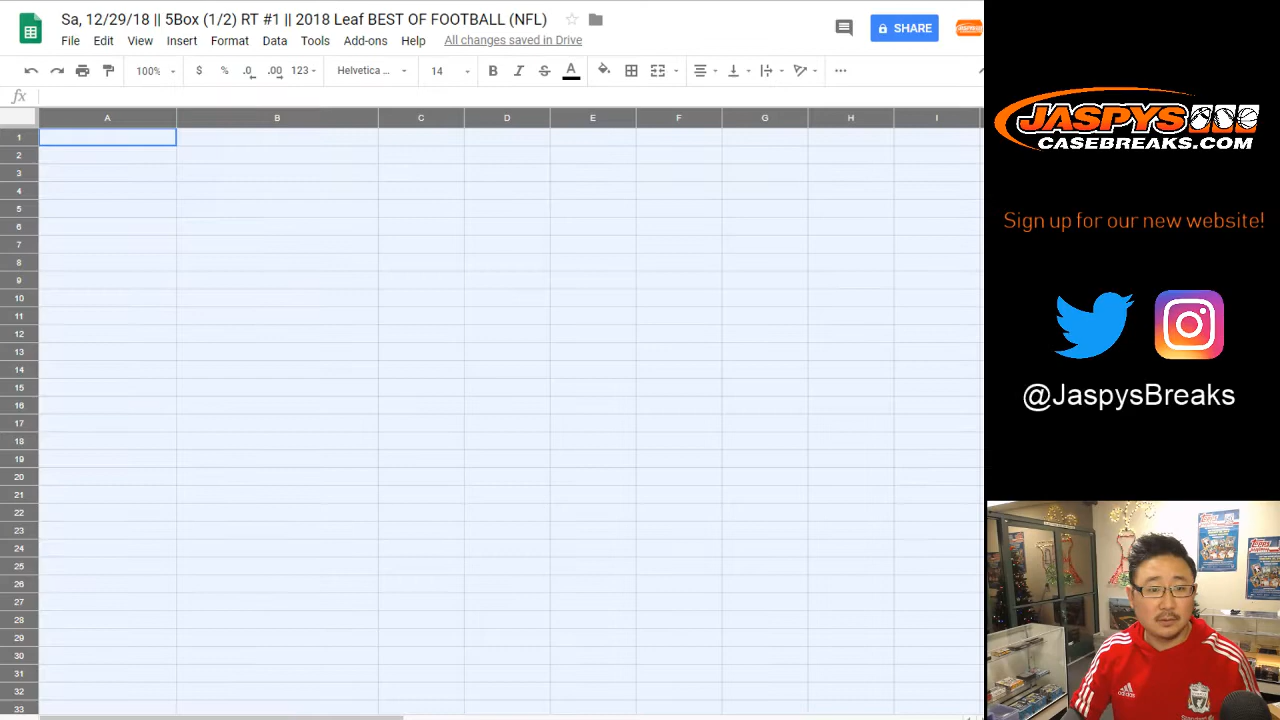 Sa, 12/29/18 || 5Box (1/2) RT #1 || 2018 Leaf BEST OF FOOTBALL (NFL)
File Edit View Insert Format Data Tools Add-ons Help All changes saved in Drive
SHARE
100% $ % .0 .00 123 Helvetica ... 14 B I S A
fx
A B C D E F G H I
1
2
3
4
5
6
7
8
9
10
11
12
13
14
15
16
17
18
19
20
21
22
23
24
25
26
27
28
29
30
31
32
33
JASPYS
CASEBREAKS.COM
Sign up for our new website!
@JaspysBreaks
TOPPS
TOPPS
adidas